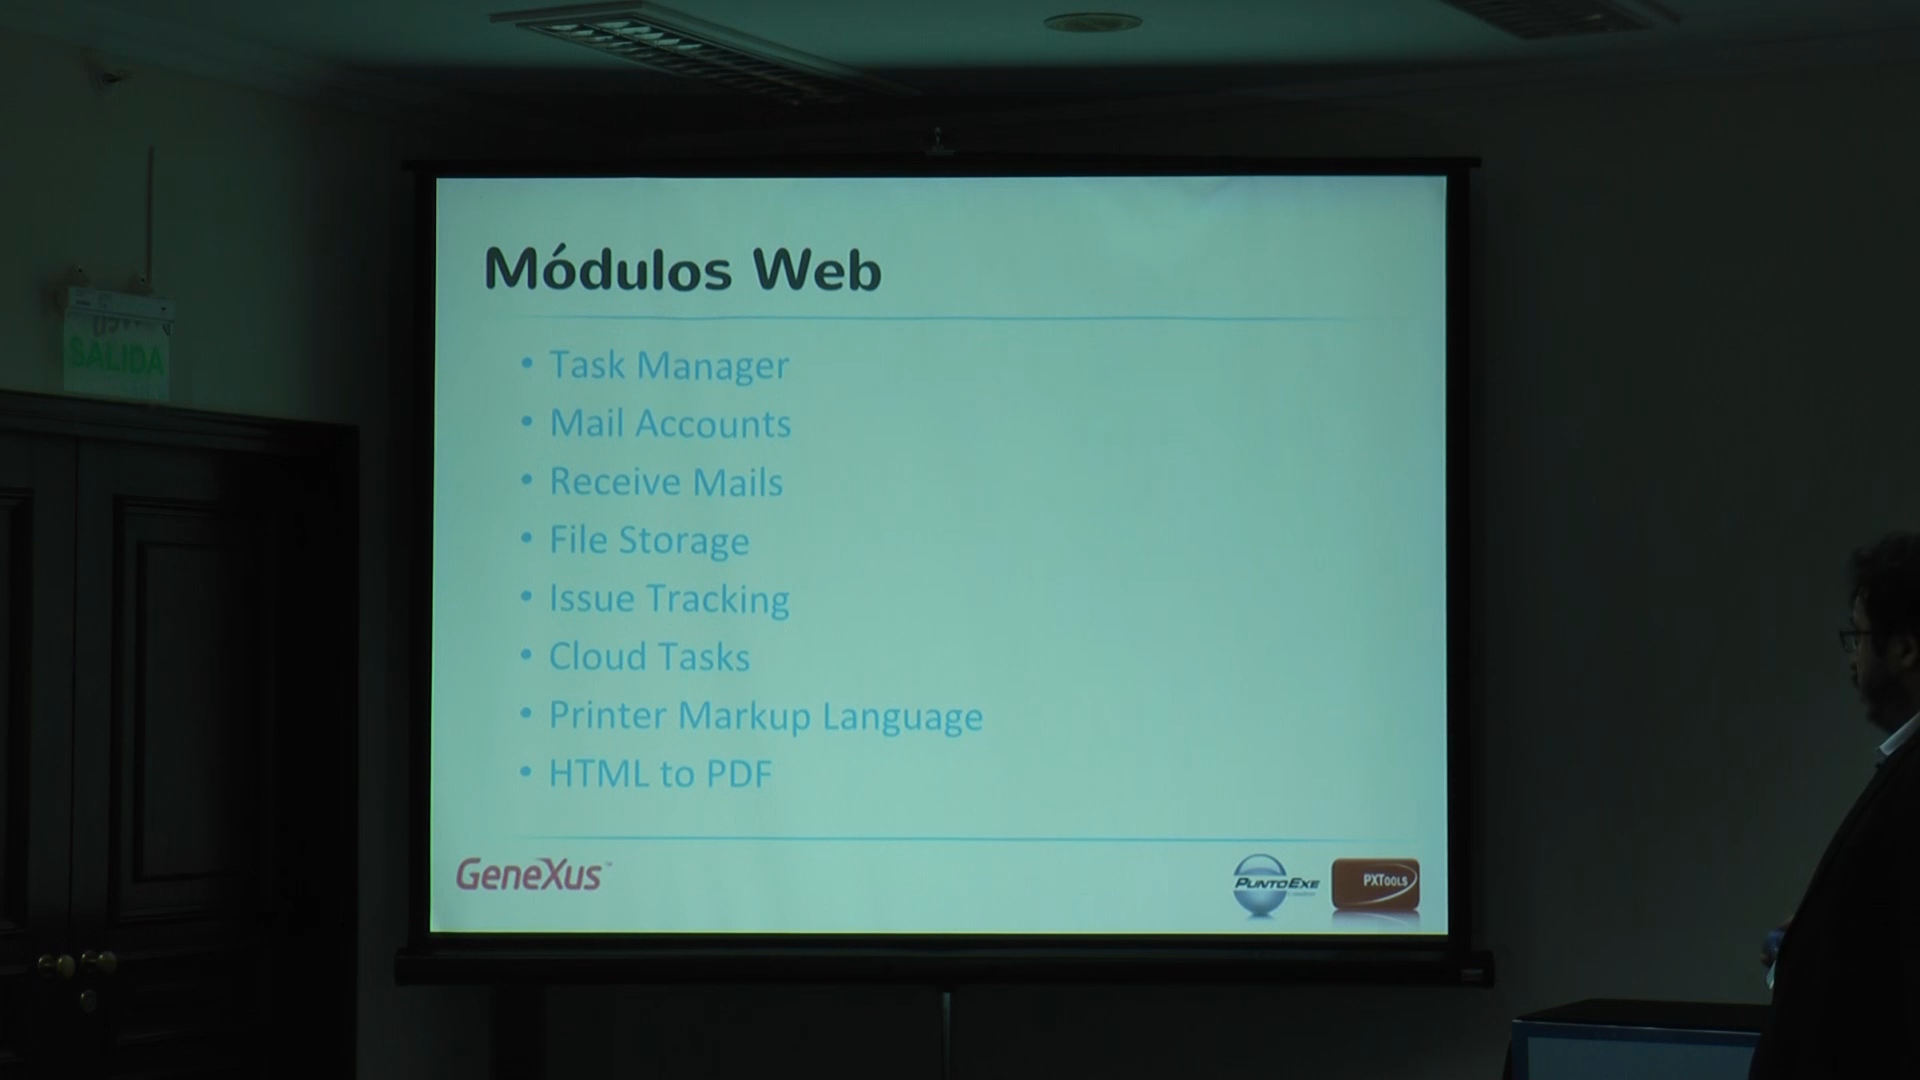 SALIDA
Módulos Web
• Task Manager
• Mail Accounts
• Receive Mails
• File Storage
• Issue Tracking
• Cloud Tasks
• Printer Markup Language
• HTML to PDF
GeneXus™
PUNTOEXE
PXTOOLS